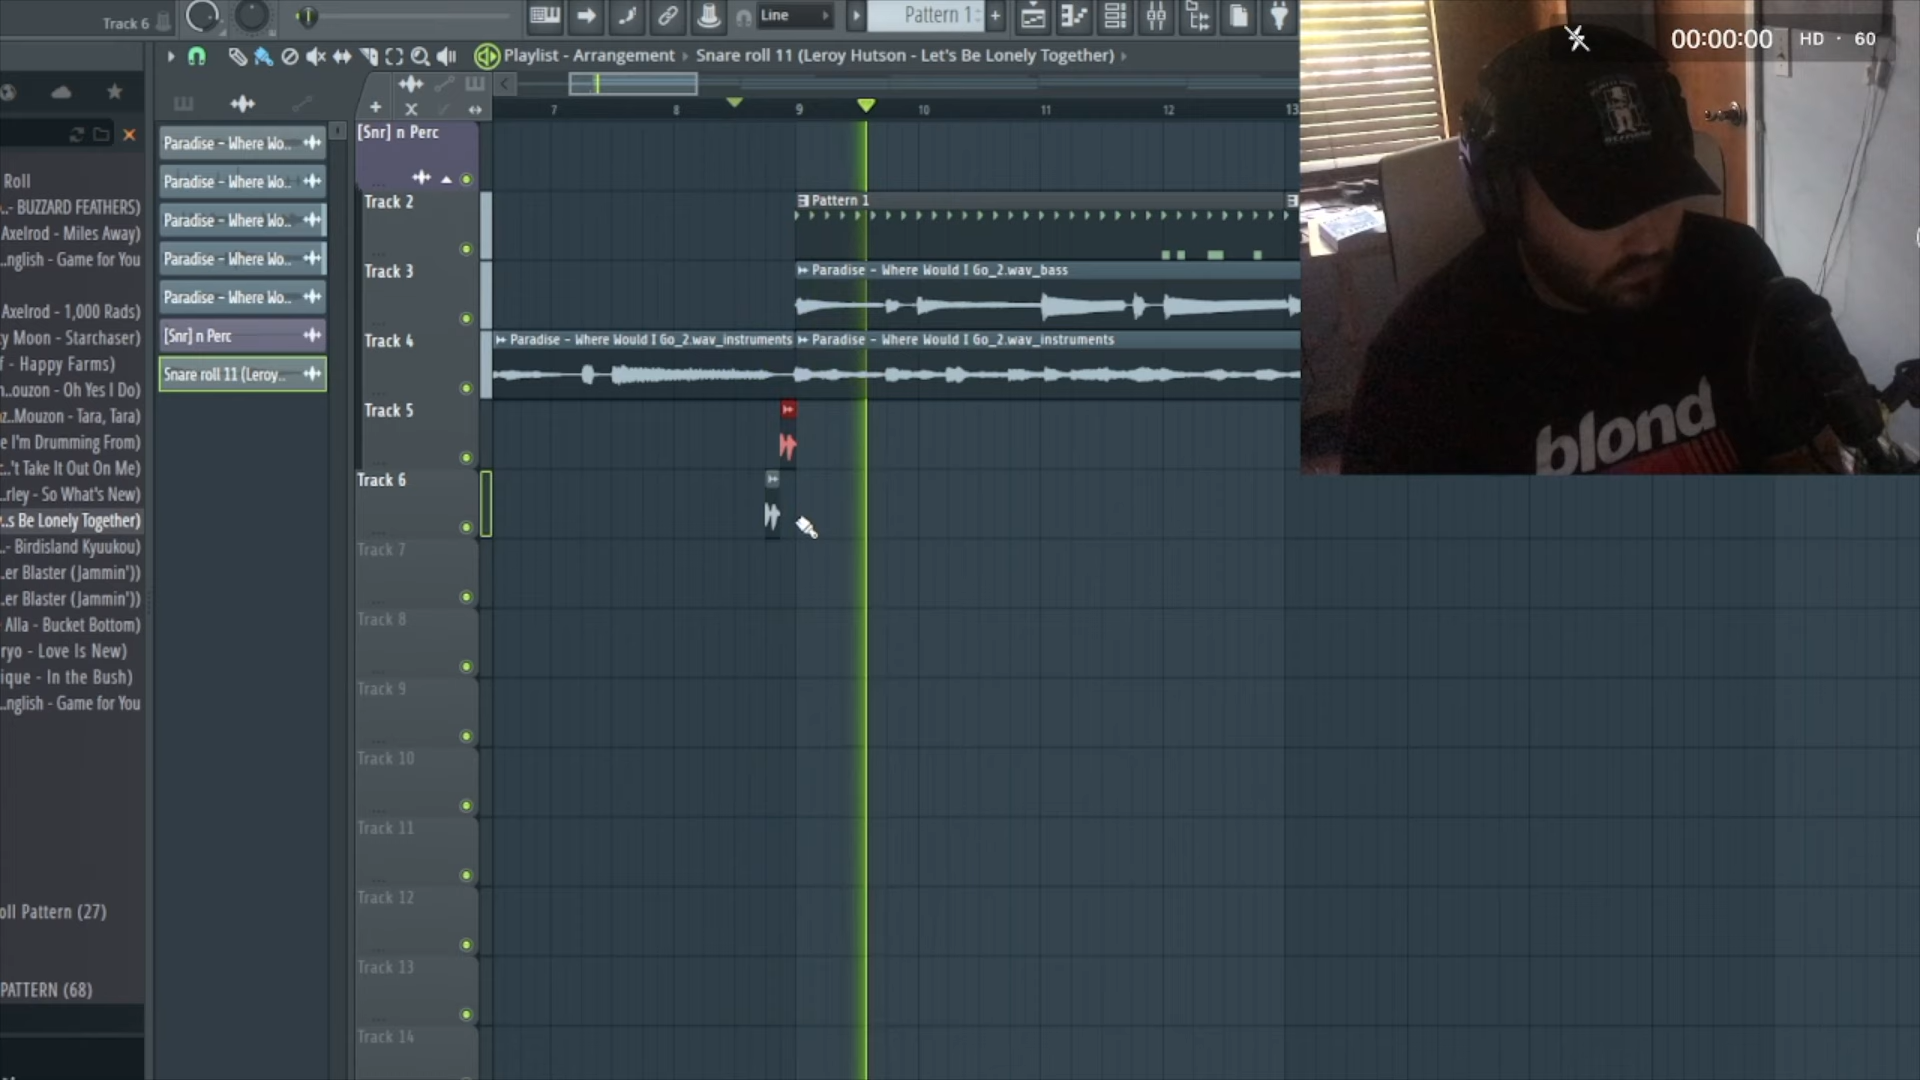 Track 6
Line
Pattern 1
00:00:00
HD · 60
Playlist - Arrangement
Snare roll 11 (Leroy Hutson - Let's Be Lonely Together)
7
8
9
10
11
12
13
Roll
..- BUZZARD FEATHERS)
Axelrod - Miles Away)
..nglish - Game for You
Axelrod - 1,000 Rads)
y Moon - Starchaser)
f - Happy Farms)
n..ouzon - Oh Yes I Do)
z..Mouzon - Tara, Tara)
e I'm Drumming From)
:..'t Take It Out On Me)
..rley - So What's New)
..s Be Lonely Together)
..- Birdisland Kyuukou)
..er Blaster (Jammin'))
..er Blaster (Jammin'))
Alla - Bucket Bottom)
ryo - Love Is New)
ique - In the Bush)
..nglish - Game for You
oll Pattern (27)
PATTERN (68)
Paradise - Where Wo..
Paradise - Where Wo..
Paradise - Where Wo..
Paradise - Where Wo..
Paradise - Where Wo..
[Snr] n Perc
Snare roll 11 (Leroy..
[Snr] n Perc
Track 2
Pattern 1
Track 3
Paradise - Where Would I Go_2.wav_bass
Track 4
Paradise - Where Would I Go_2.wav_instruments
Paradise - Where Would I Go_2.wav_instruments
Track 5
Track 6
Track 7
Track 8
Track 9
Track 10
Track 11
Track 12
Track 13
Track 14
blond